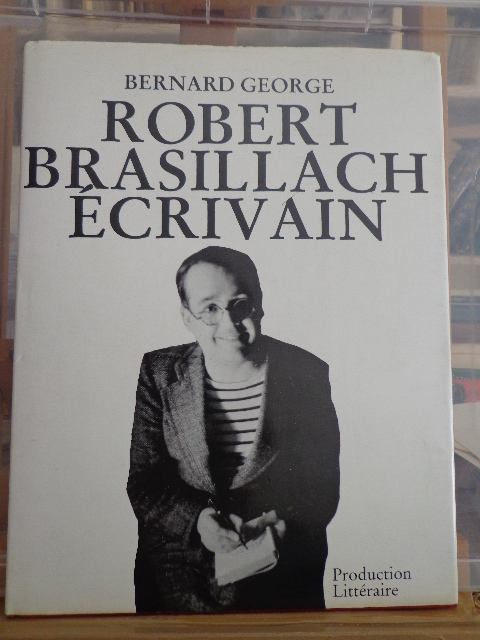 BERNARD GEORGE
ROBERT
BRASILLACH
ÉCRIVAIN
Production
Littéraire